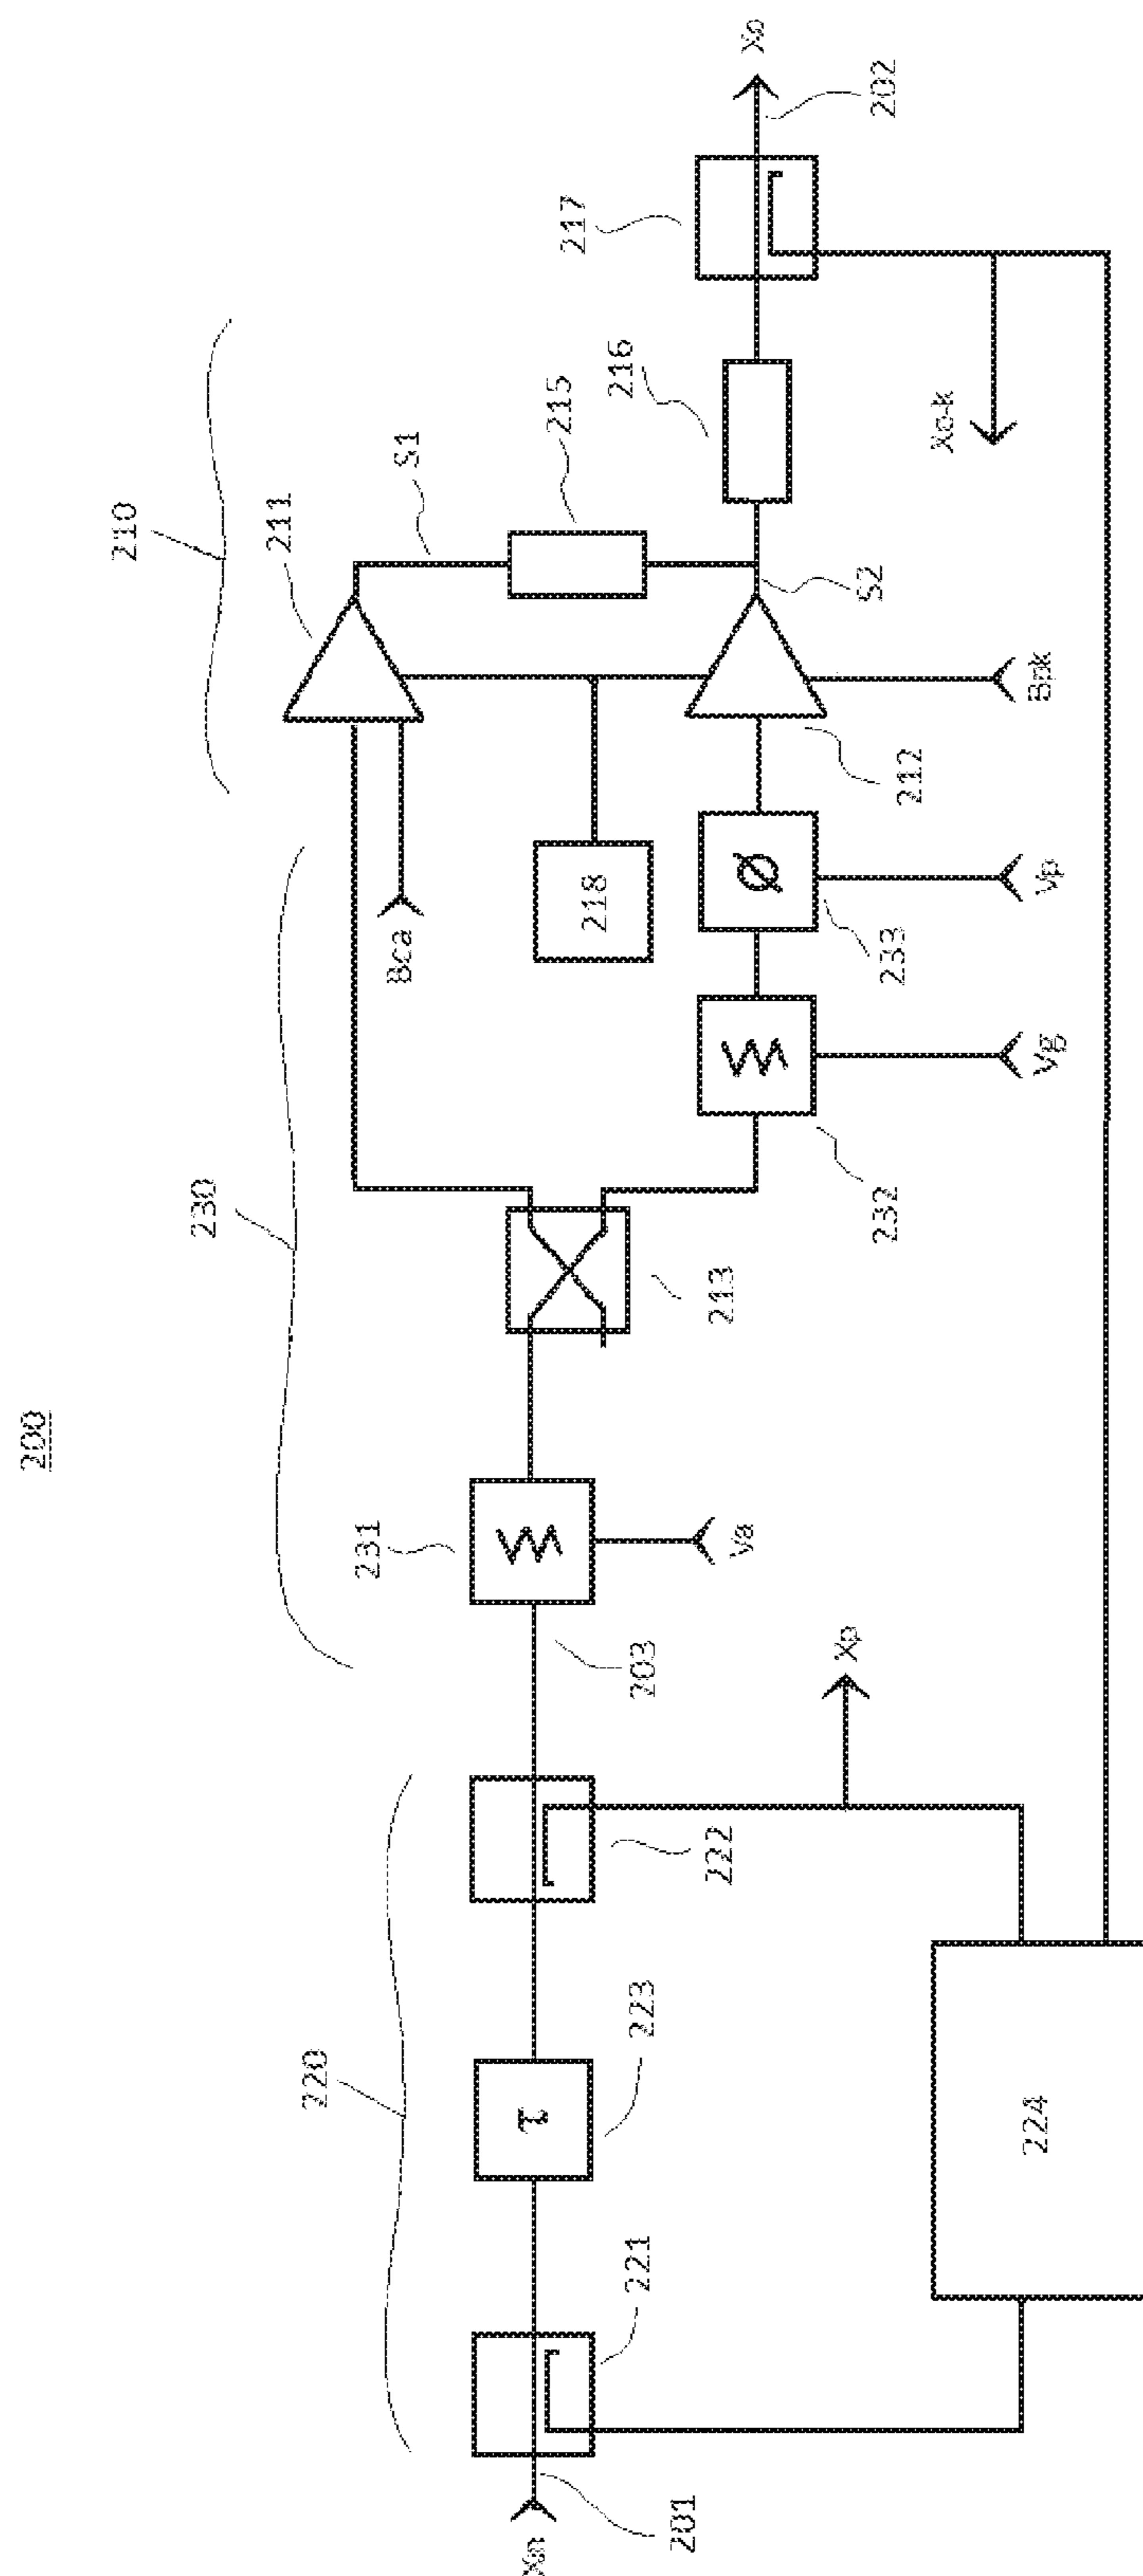 200
210
211
S1
215
216
217
Xo
202
230
Bca
218
S2
212
Bpk
Xo-k
233
Ø
Vp
232
Vg
213
231
Va
203
220
222
Xp
223
τ
221
224
201
Xin